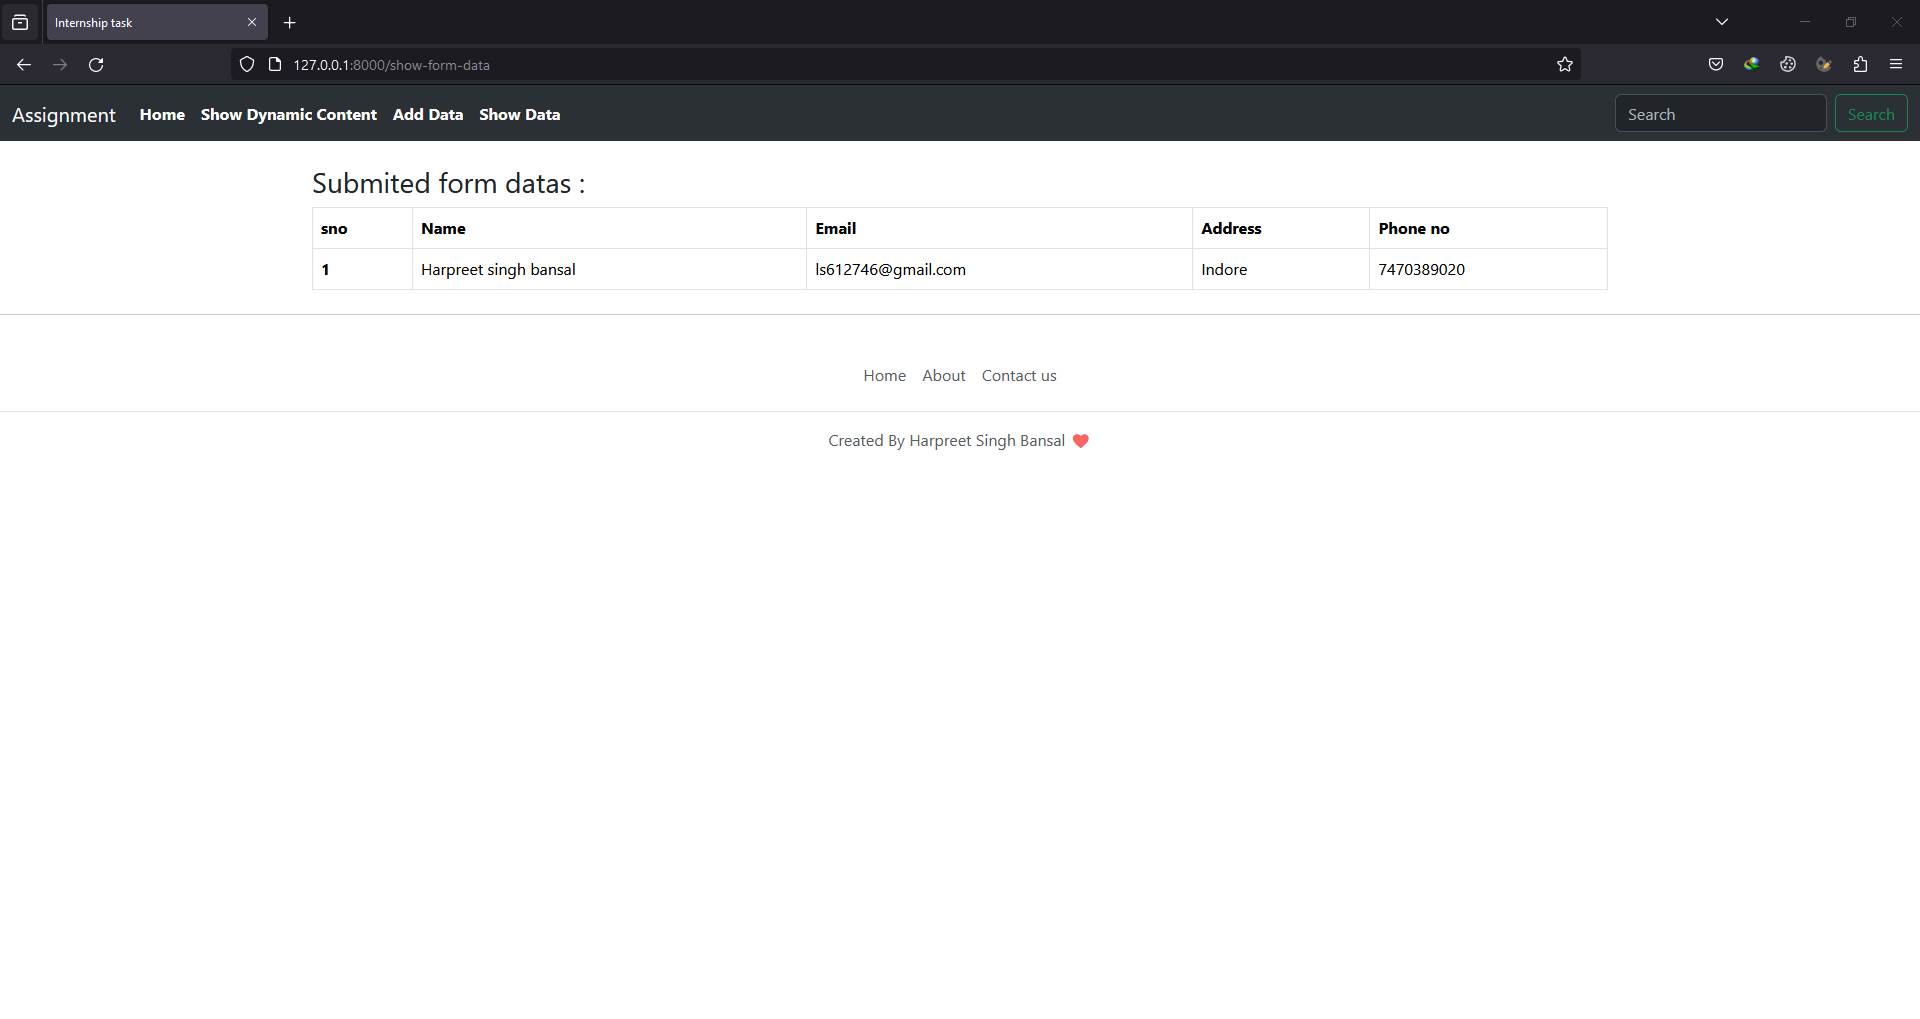 Internship task
127.0.0.1:8000/show-form-data
Assignment Home Show Dynamic Content Add Data Show Data Search Search
Submited form datas :
sno Name Email Address Phone no
1 Harpreet singh bansal ls612746@gmail.com Indore 7470389020
Home About Contact us
Created By Harpreet Singh Bansal ❤️